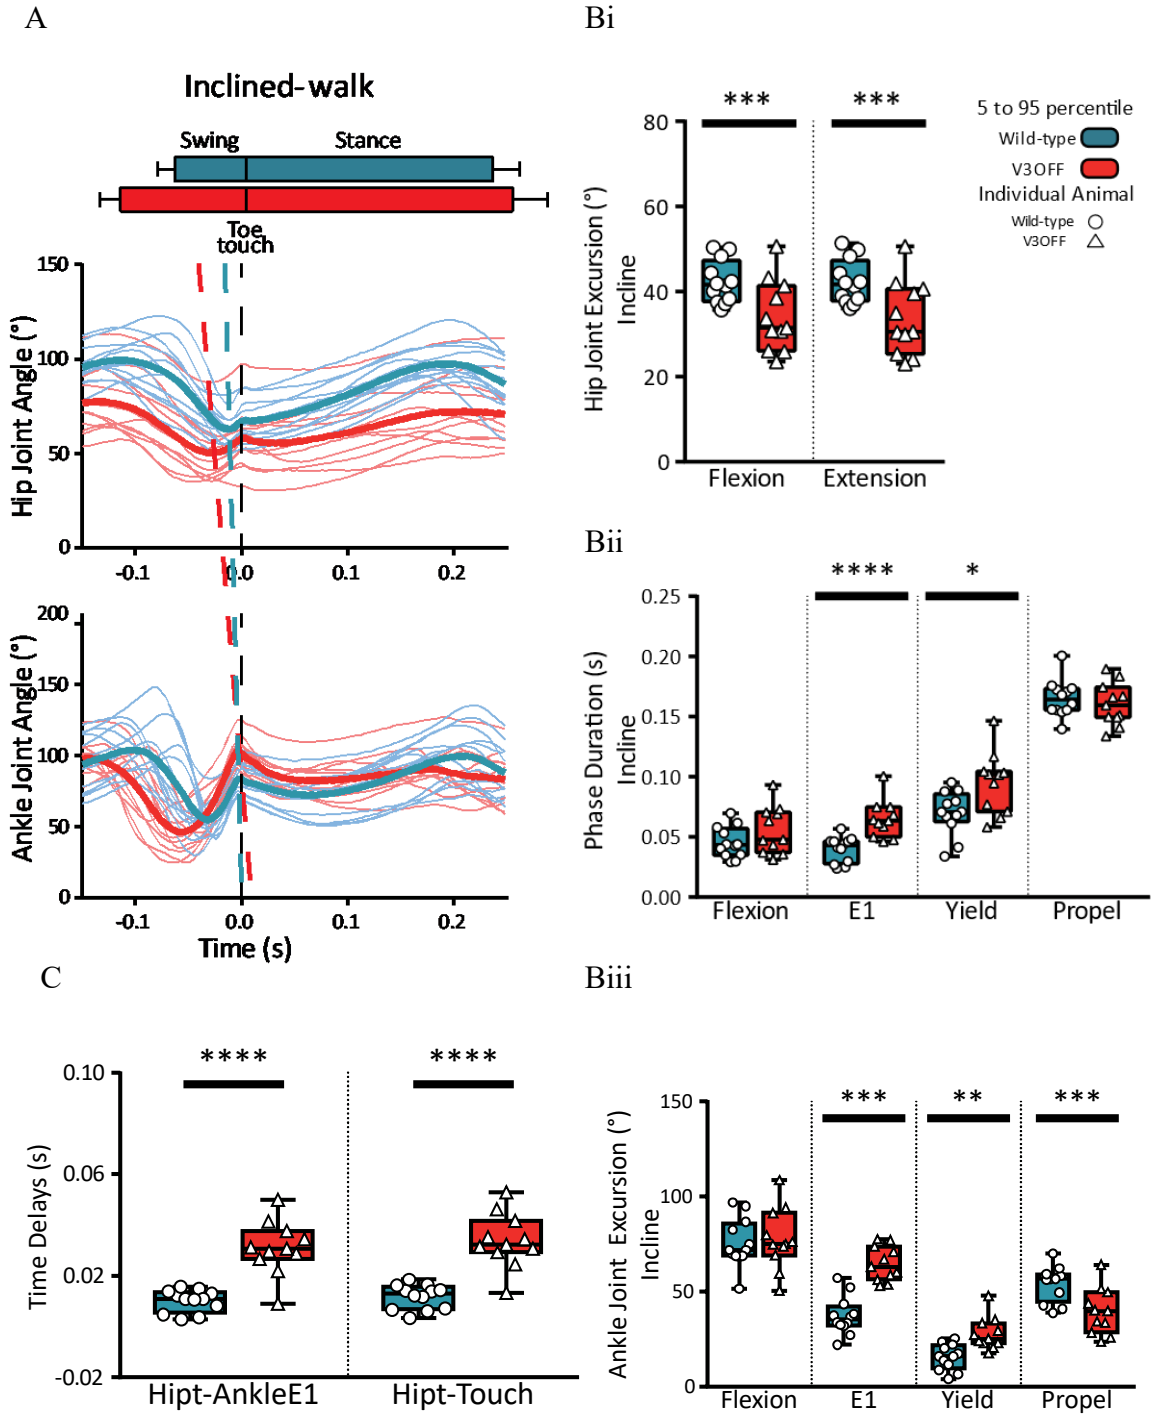 A
Inclined-walk
Swing Stance
Toe
touch
Hip Joint Angle (°)
150
100
50
0
-0.1 0.0 0.1 0.2
Ankle Joint Angle (°)
200
150
100
50
0
-0.1 0.0 0.1 0.2
Time (s)
Bi
*** ***
5 to 95 percentile
Wild-type
V3OFF
Individual Animal
Wild-type
V3OFF
Hip Joint Excursion (°)
Incline
80
60
40
20
0
Flexion Extension
Bii
**** *
Phase Duration (s)
Incline
0.25
0.20
0.15
0.10
0.05
0.00
Flexion E1 Yield Propel
C
**** ****
Time Delays (s)
0.10
0.06
0.02
-0.02
Hipt-AnkleE1 Hipt-Touch
Biii
*** ** ***
Ankle Joint Excursion (°)
Incline
150
100
50
0
Flexion E1 Yield Propel